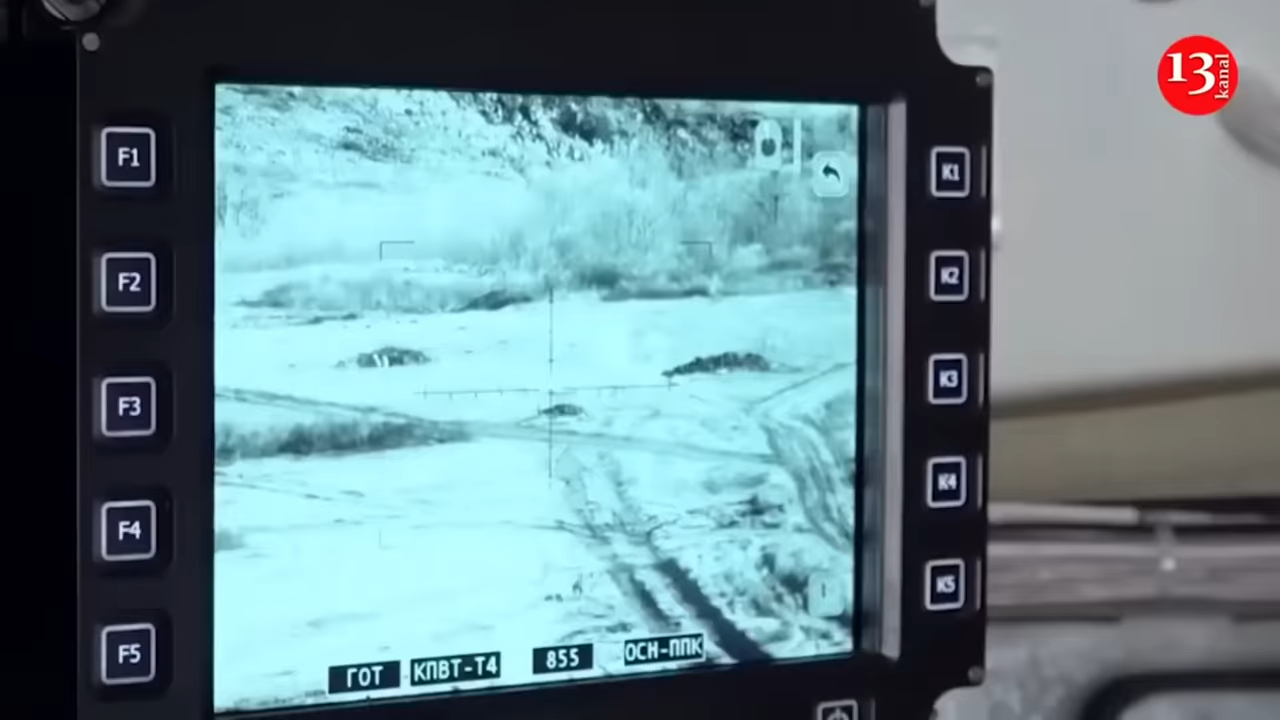 13 kanal
F1
F2
F3
F4
F5
K1
K2
K3
K4
K5
ГОТ КПВТ-Т4 855 ОСН-ППК